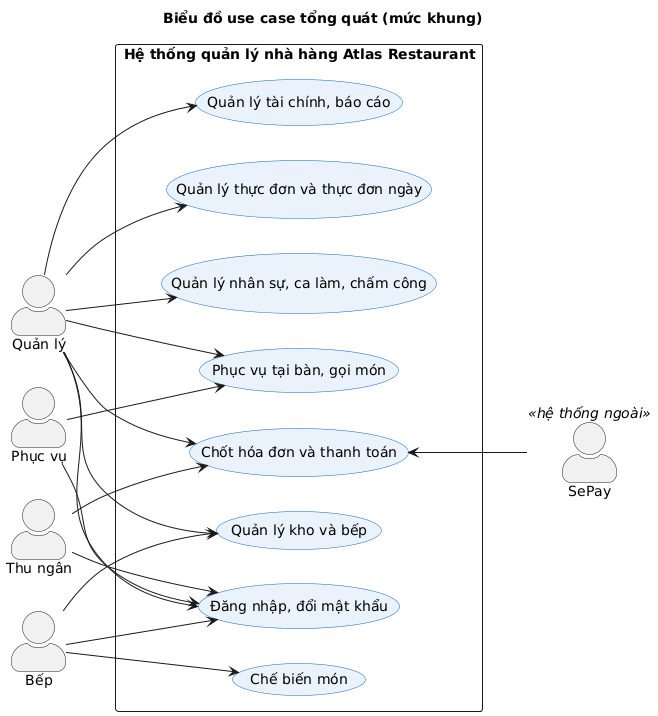 Biểu đồ use case tổng quát (mức khung)
Hệ thống quản lý nhà hàng Atlas Restaurant
Quản lý tài chính, báo cáo
Quản lý thực đơn và thực đơn ngày
Quản lý nhân sự, ca làm, chấm công
Quản lý
Phục vụ tại bàn, gọi món
«hệ thống ngoài»
Phục vụ
Chốt hóa đơn và thanh toán
SePay
Quản lý kho và bếp
Thu ngân
Đăng nhập, đổi mật khẩu
Bếp
Chế biến món